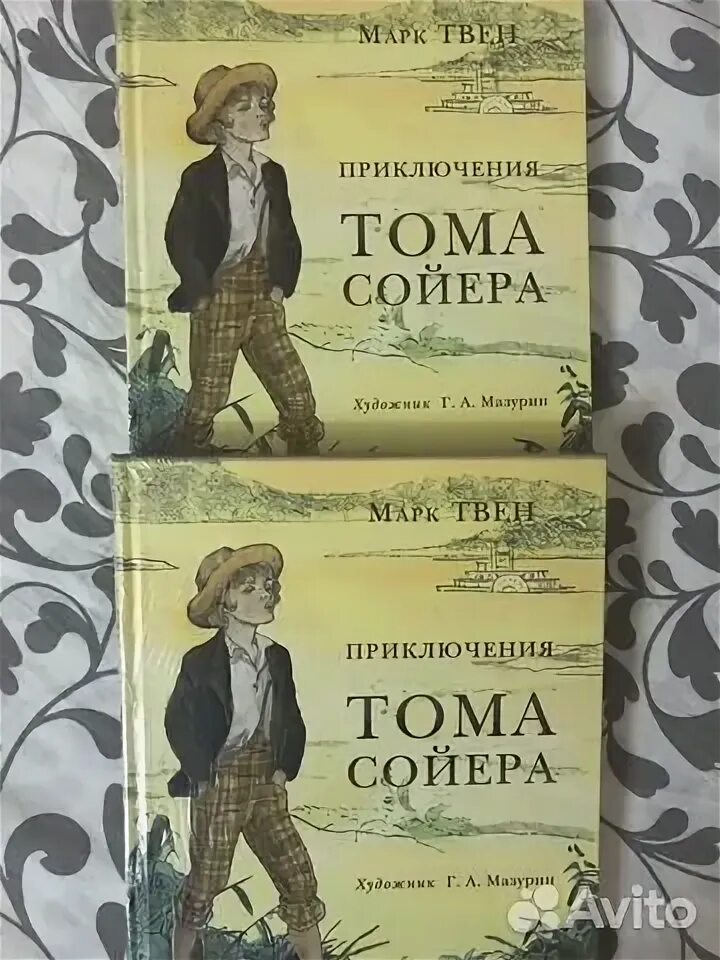 Марк ТВЕН
ПРИКЛЮЧЕНИЯ
ТОМА
СОЙЕРА
Художник Г. А. Мазурин
Марк ТВЕН
ПРИКЛЮЧЕНИЯ
ТОМА
СОЙЕРА
Художник Г. А. Мазурин
Avito